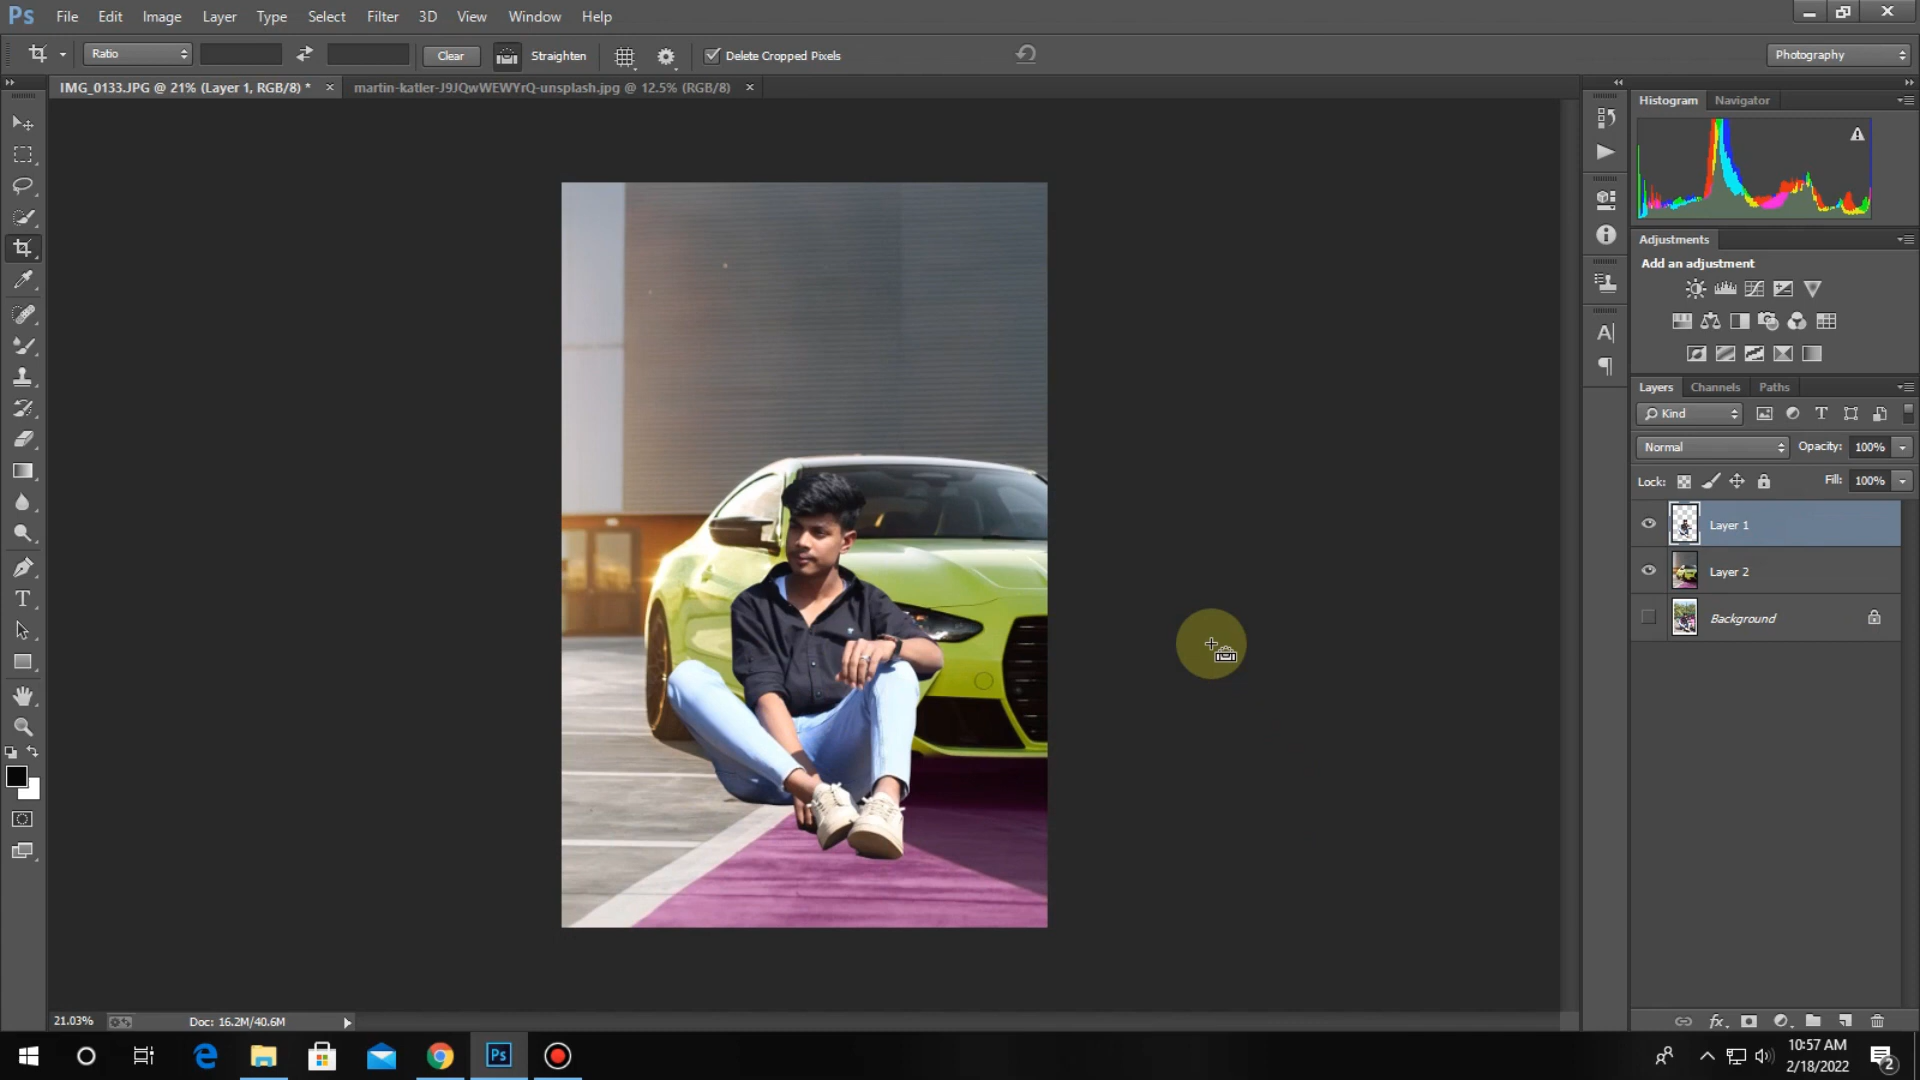 Ps File Edit Image Layer Type Select Filter 3D View Window Help
Ratio Clear Straighten Delete Cropped Pixels Photography
IMG_0133.JPG @ 21% (Layer 1, RGB/8) * × martin-katler-J9JQwWEWYrQ-unsplash.jpg @ 12.5% (RGB/8) ×
Histogram Navigator
Adjustments
Add an adjustment
Layers Channels Paths
Kind
Normal Opacity: 100%
Lock: Fill: 100%
Layer 1
Layer 2
Background
21.03% Doc: 16.2M/40.6M
fx
Ps
10:57 AM
2/18/2022
2